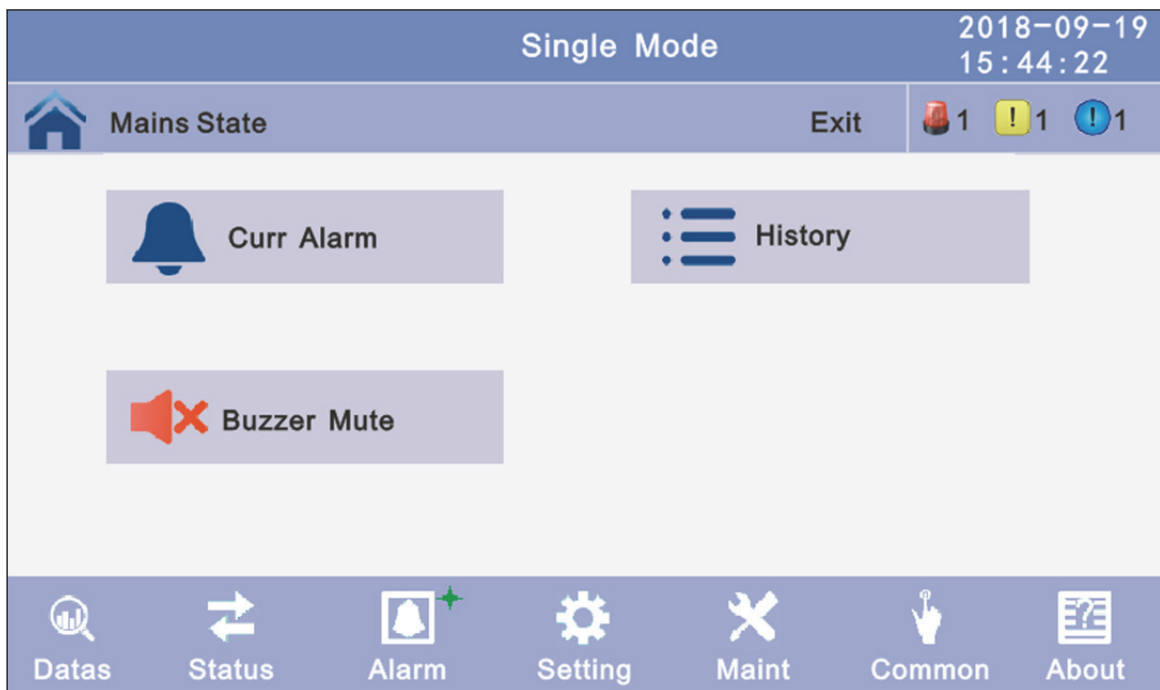 Single Mode
2018-09-19
15:44:22
Mains State
Exit
1
! 1
! 1
Curr Alarm
History
Buzzer Mute
Datas
Status
Alarm
Setting
Maint
Common
? About